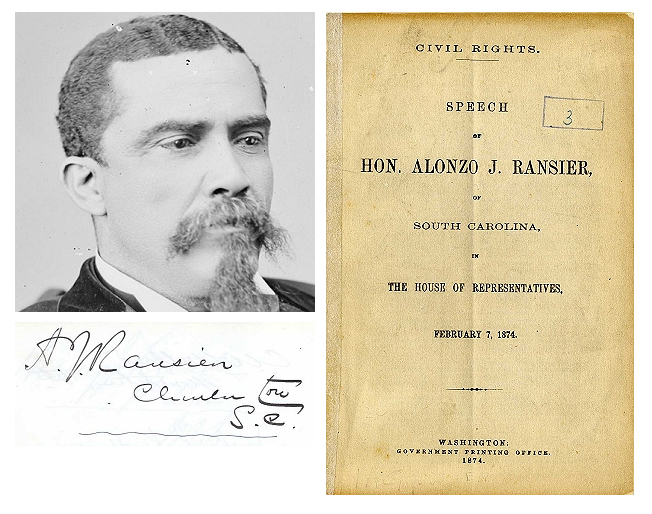 A. J. Ransier
Charleston
S.C.
CIVIL RIGHTS.
SPEECH
OF
HON. ALONZO J. RANSIER,
OF
SOUTH CAROLINA,
IN
THE HOUSE OF REPRESENTATIVES,
FEBRUARY 7, 1874.
3
WASHINGTON:
GOVERNMENT PRINTING OFFICE.
1874.